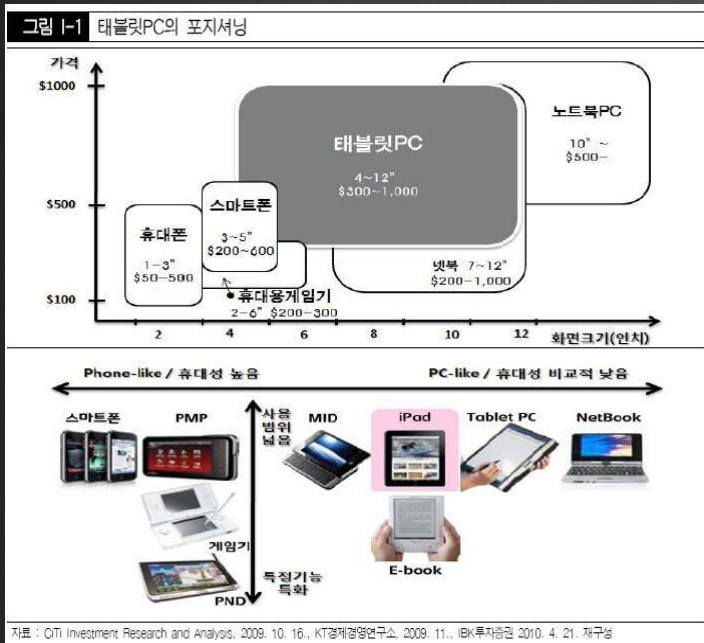 그림 I-1 태블릿PC의 포지셔닝
가격
$1000
$500
$100
태블릿PC
4~12"
$300~1,000
노트북PC
10" ~
$500~
스마트폰
3~5"
$200~600
휴대폰
1~3"
$50~500
휴대용게임기
2~6" $200~300
넷북 7~12"
$200~1,000
2 4 6 8 10 12 화면크기(인치)
Phone-like / 휴대성 높음
PC-like / 휴대성 비교적 낮음
스마트폰
PMP
사용
범위
넓음
MID
iPad
Tablet PC
NetBook
게임기
E-book
특정기능
특화
PND
자료 : CiTi Investment Research and Analysis, 2009. 10. 16., KT경제경영연구소, 2009. 11., IBK투자증권 2010. 4. 21. 재구성